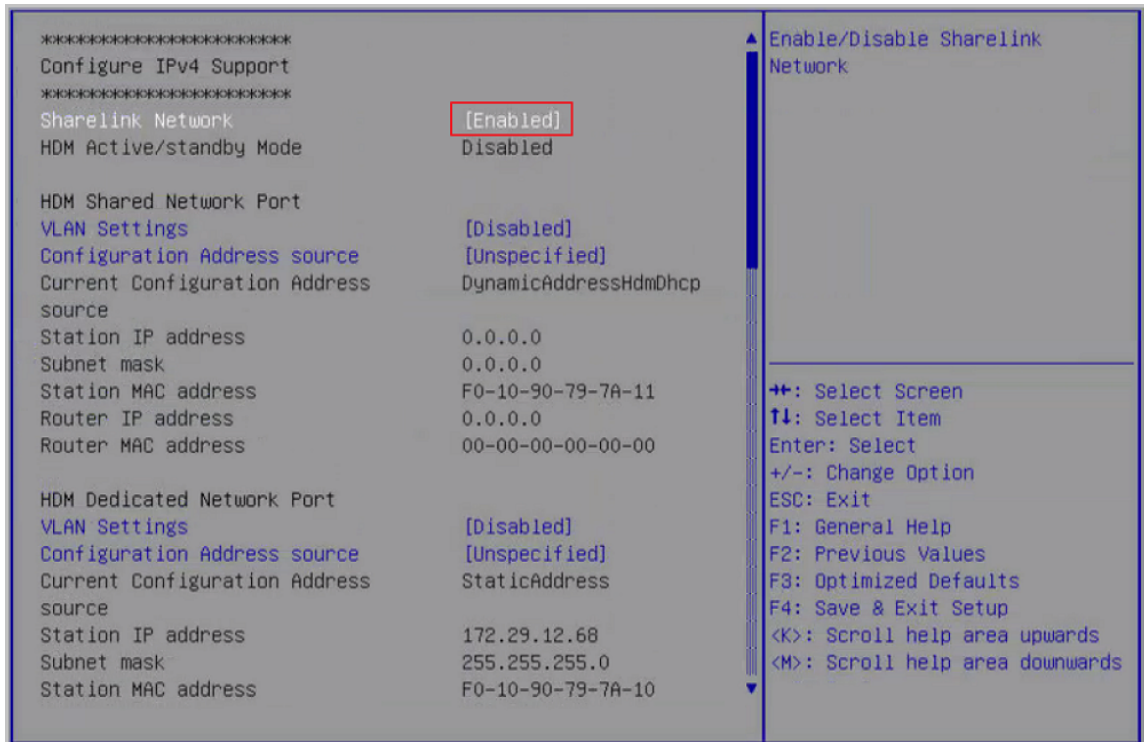 ************************
Configure IPv4 Support
************************
Sharelink Network [Enabled]
HDM Active/standby Mode Disabled
HDM Shared Network Port
VLAN Settings [Disabled]
Configuration Address source [Unspecified]
Current Configuration Address DynamicAddressHdmDhcp
source
Station IP address 0.0.0.0
Subnet mask 0.0.0.0
Station MAC address F0-10-90-79-7A-11
Router IP address 0.0.0.0
Router MAC address 00-00-00-00-00-00
HDM Dedicated Network Port
VLAN Settings [Disabled]
Configuration Address source [Unspecified]
Current Configuration Address StaticAddress
source
Station IP address 172.29.12.68
Subnet mask 255.255.255.0
Station MAC address F0-10-90-79-7A-10
Enable/Disable Sharelink
Network
→←: Select Screen
↑↓: Select Item
Enter: Select
+/-: Change Option
ESC: Exit
F1: General Help
F2: Previous Values
F3: Optimized Defaults
F4: Save & Exit Setup
<K>: Scroll help area upwards
<M>: Scroll help area downwards